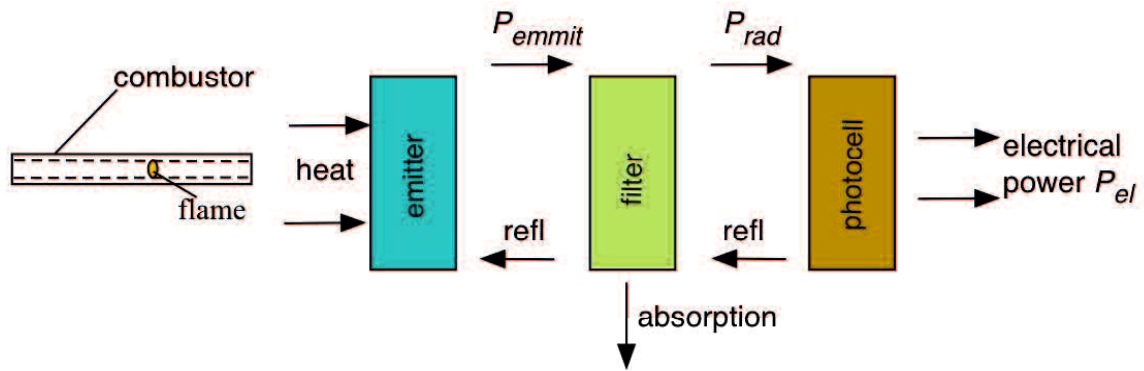 P_emmit
P_rad
combustor
heat
flame
emitter
filter
photocell
electrical
power P_el
refl
refl
absorption